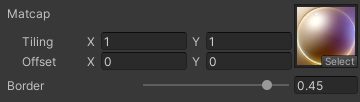 Matcap
Tiling X 1 Y 1
Offset X 0 Y 0
Select
Border 0.45